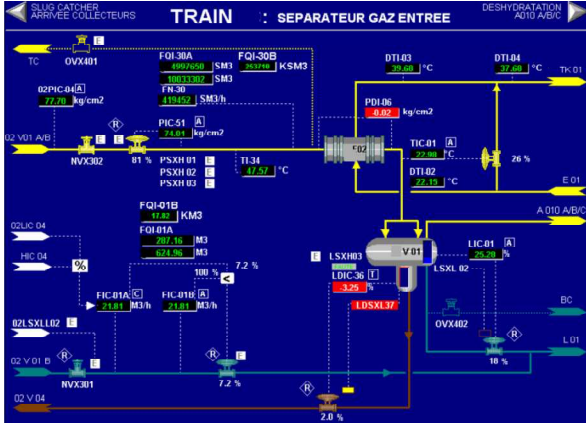 SLUG CATCHER
ARRIVEE COLLECTEURS
TRAIN : SEPARATEUR GAZ ENTREE
DESHYDRATATION
A010 A/B/C
TC
OVX401
E
FQI-30A
4997650 SM3
10033302 SM3
FQI-30B
253710 KSM3
FN-30
419452 SM3/h
DTI-03
39.60 °C
DTI-04
37.60 °C
TK 01
02PIC-04 A
77.70
kg/cm2
R
PIC-51 A
74.01
kg/cm2
PDI-06
-0.02 kg/cm2
02 V01 A/B
NVX302
E
E
81 %
PSXH 01 E
PSXH 02 E
PSXH 03 E
TI-34
47.57 °C
E02
TIC-01 A
22.98 °C
26 %
DTI-02
22.15 °C
E 01
FQI-01B
17.82 KM3
FQI-01A
287.16 M3
624.96 M3
A 010 A/B/C
02LIC 04
HIC 04
%
7.2 %
100 %
<
E
LSXH03
V 01
LIC-01 A
25.20
%
LDIC-36 T
-3.25
%
LSXL 02
FIC-01A C
21.81
M3/h
FIC-01B A
21.81
M3/h
LDSXL37
BC
OVX402
02LSXLL02 E
R
E
R
E
R
L 01
18 %
02 V 01 B
NVX301
7.2 %
R
02 V 04
2.0 %